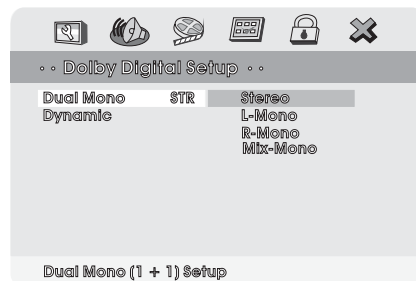 ·· Dolby Digital Setup ··
Dual Mono STR Stereo
Dynamic L-Mono
R-Mono
Mix-Mono
Dual Mono (1 + 1) Setup